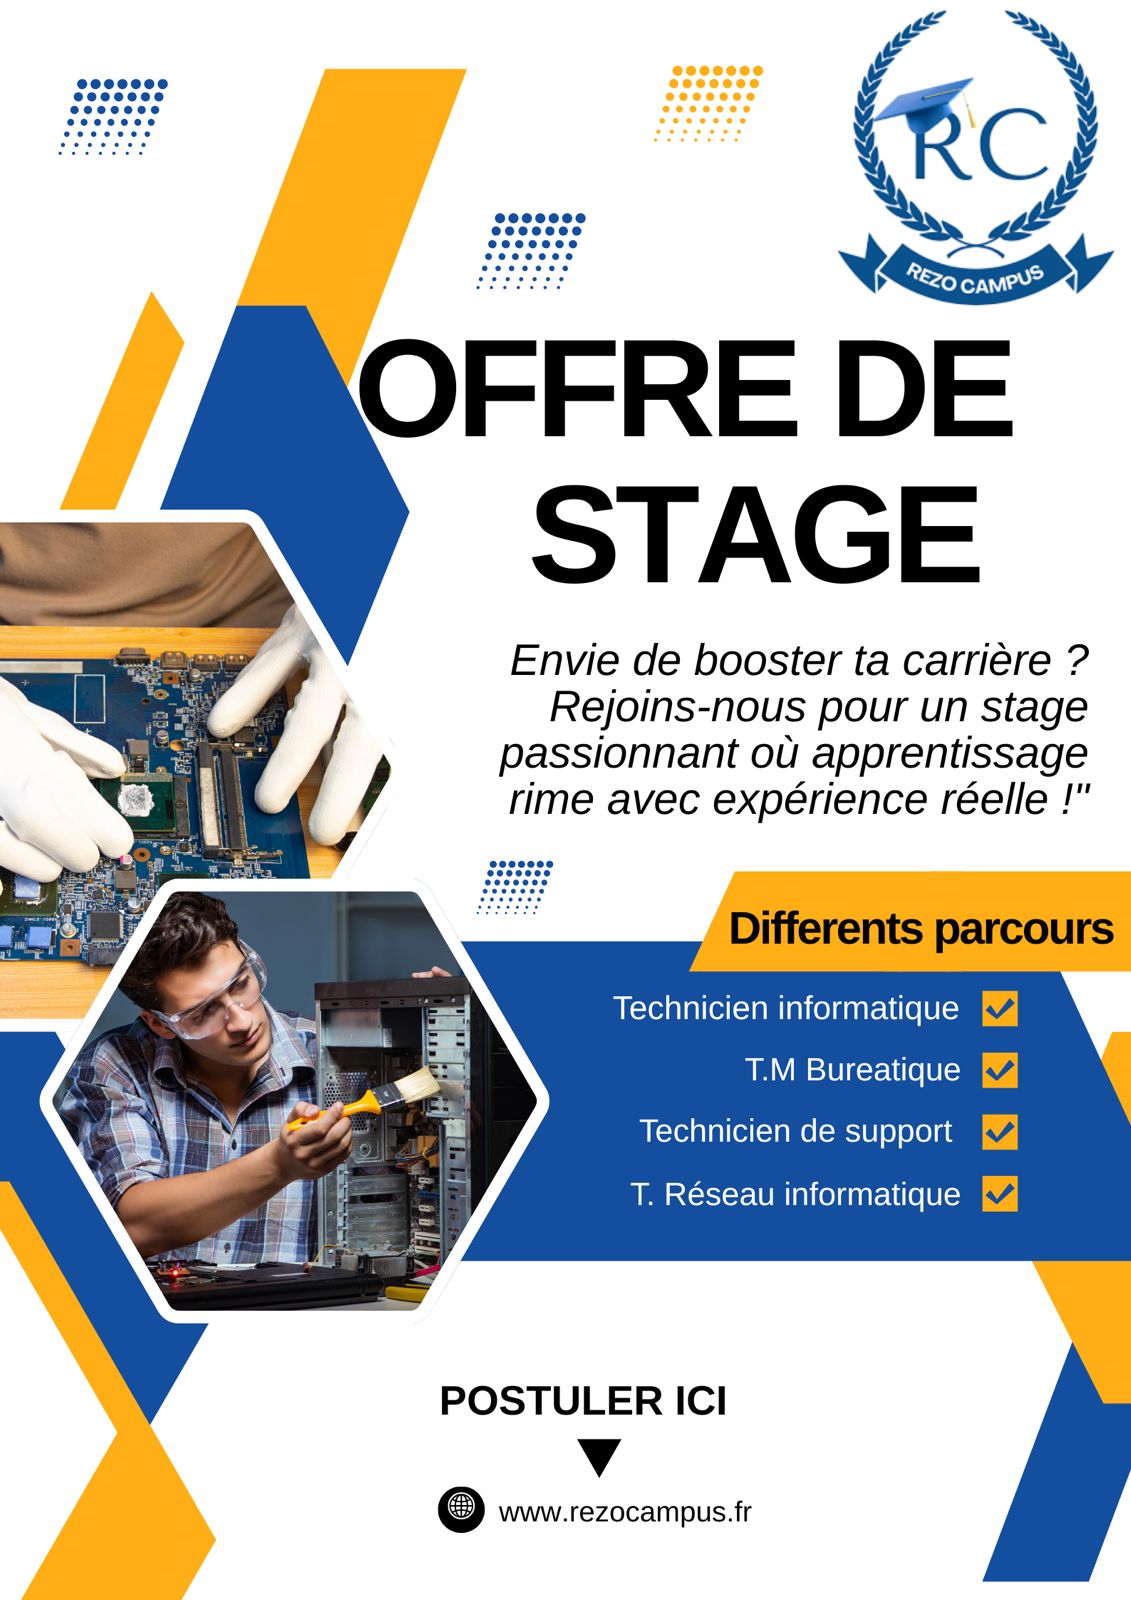 RC
REZO CAMPUS
OFFRE DE
STAGE
Envie de booster ta carrière ?
Rejoins-nous pour un stage
passionnant où apprentissage
rime avec expérience réelle !"
Differents parcours
Technicien informatique
T.M Bureatique
Technicien de support
T. Réseau informatique
POSTULER ICI
www.rezocampus.fr